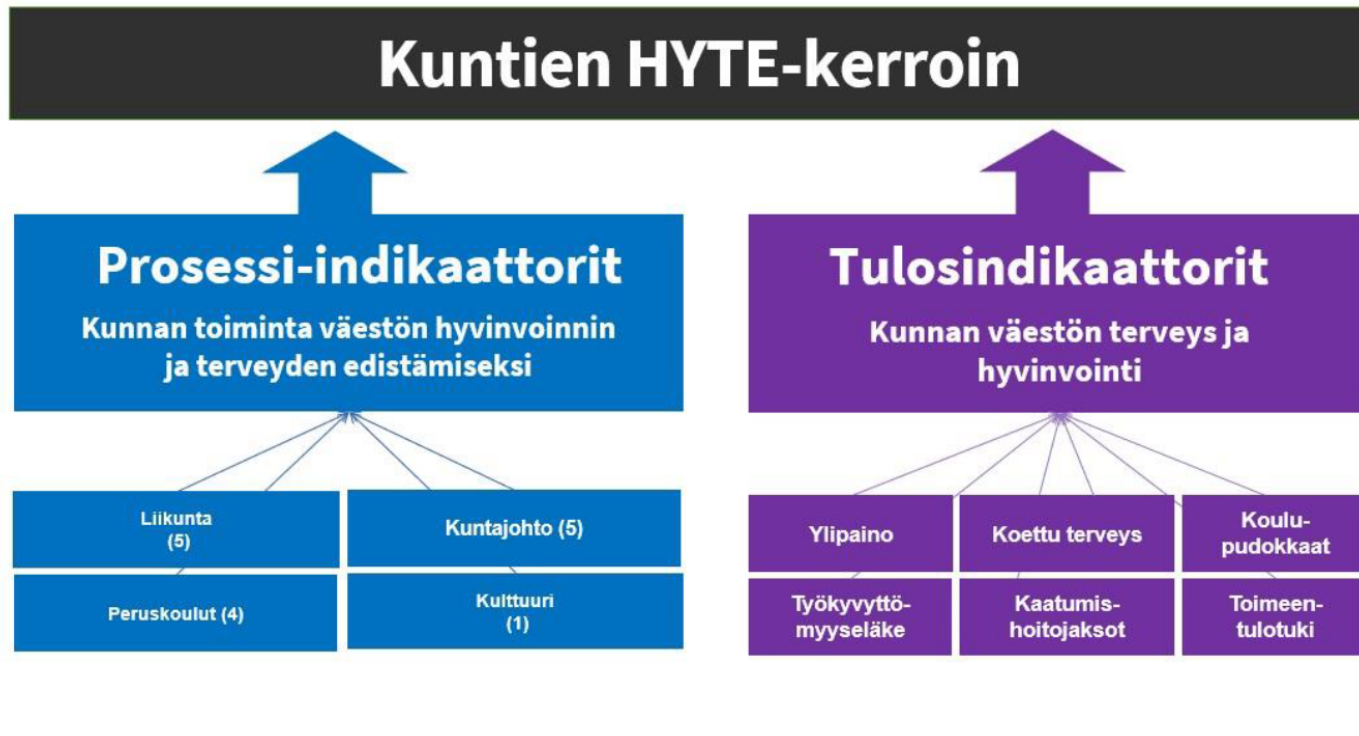 Kuntien HYTE-kerroin
Prosessi-indikaattorit
Kunnan toiminta väestön hyvinvoinnin
ja terveyden edistämiseksi
Liikunta
(5)
Kuntajohto (5)
Peruskoulut (4)
Kulttuuri
(1)
Tulosindikaattorit
Kunnan väestön terveys ja
hyvinvointi
Ylipaino
Koettu terveys
Koulu-
pudokkaat
Työkyvyttö-
myyseläke
Kaatumis-
hoitojaksot
Toimeen-
tulotuki